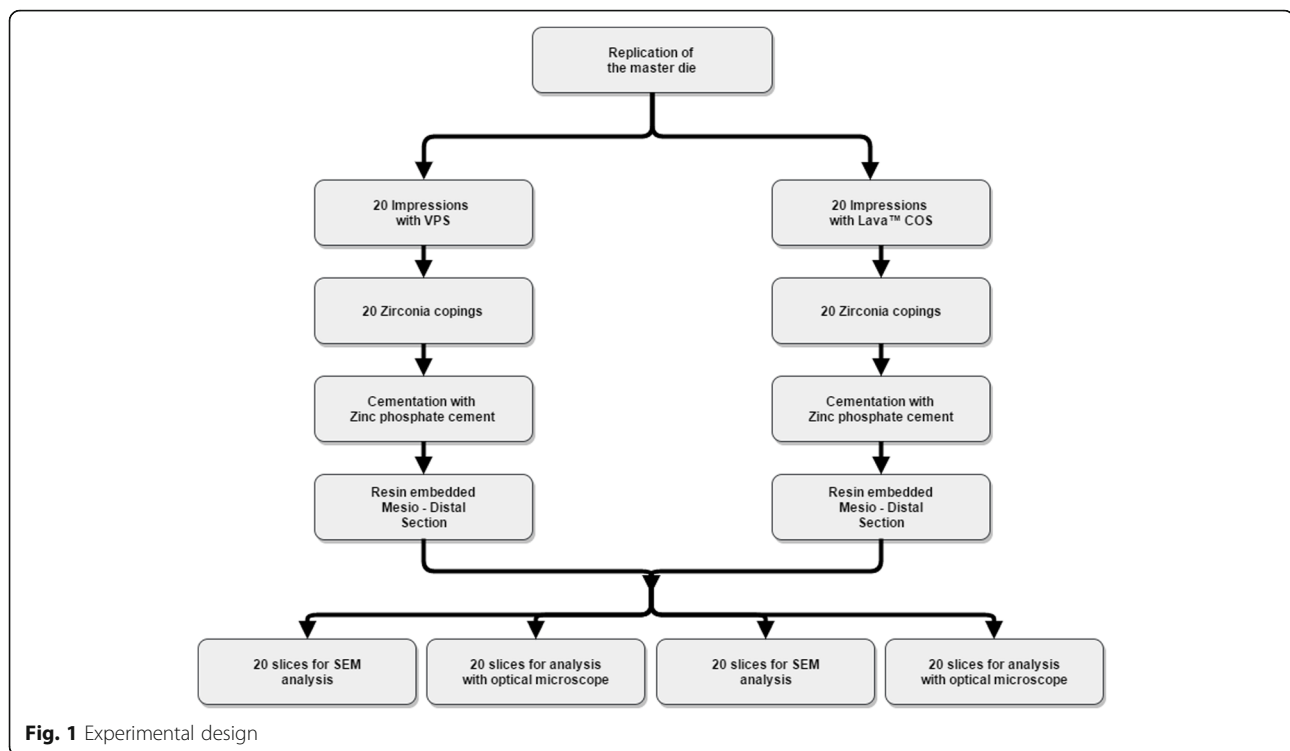 Replication of
the master die
20 Impressions
with VPS
20 Impressions
with Lava™ COS
20 Zirconia copings
20 Zirconia copings
Cementation with
Zinc phosphate cement
Cementation with
Zinc phosphate cement
Resin embedded
Mesio - Distal
Section
Resin embedded
Mesio - Distal
Section
20 slices for SEM
analysis
20 slices for analysis
with optical microscope
20 slices for SEM
analysis
20 slices for analysis
with optical microscope
Fig. 1 Experimental design